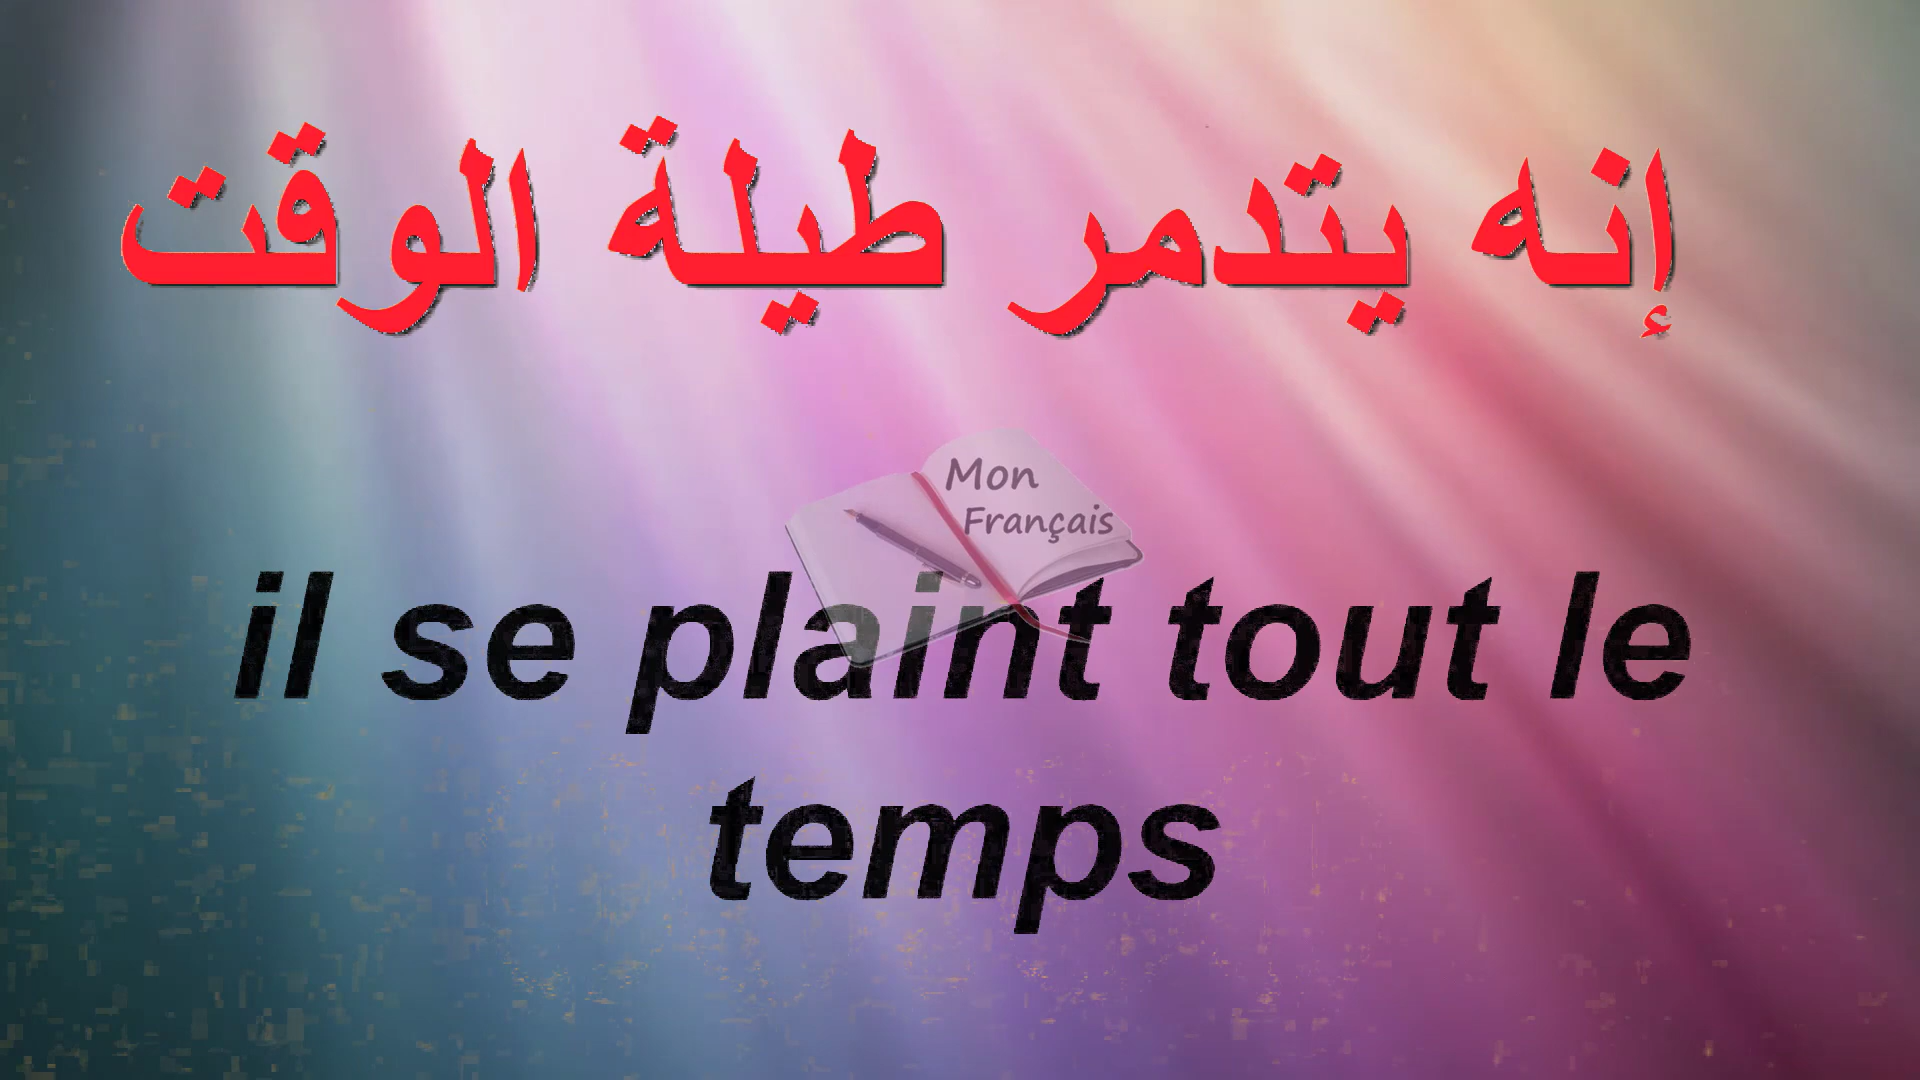 إنه يتدمر طيلة الوقت
Mon
Français
il se plaint tout le
temps